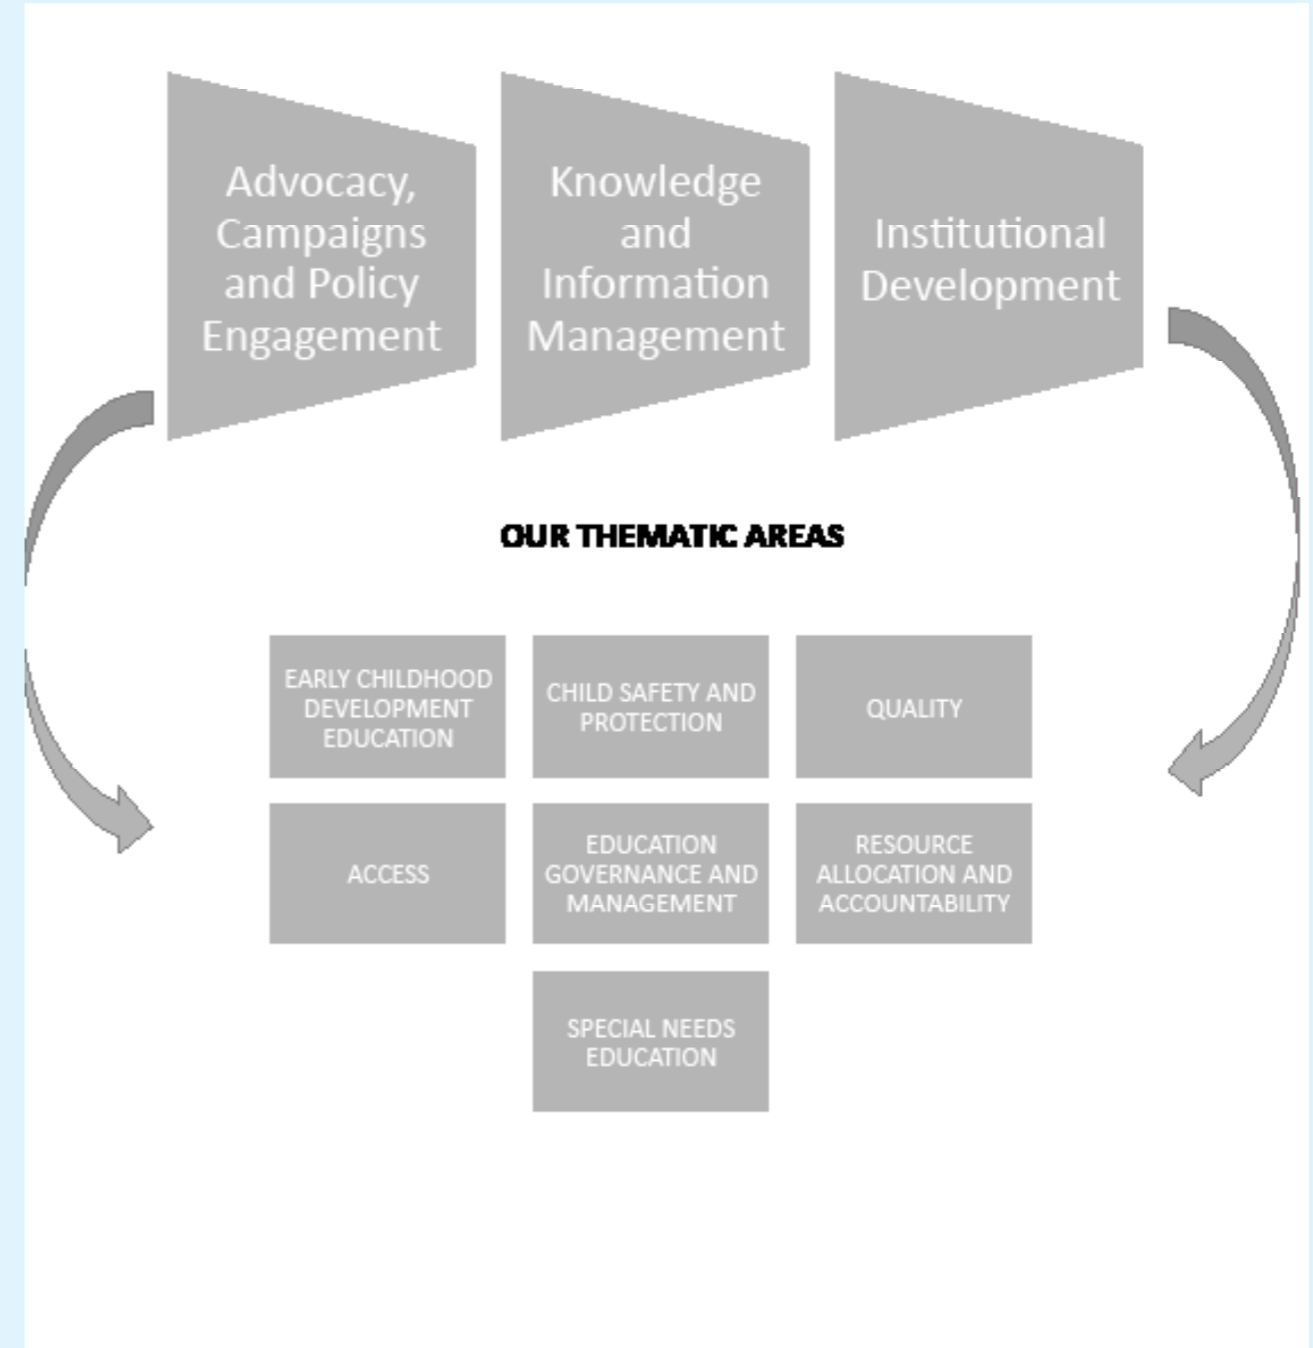 Advocacy,
Campaigns
and Policy
Engagement
Knowledge
and
Information
Management
Institutional
Development
OUR THEMATIC AREAS
EARLY CHILDHOOD
DEVELOPMENT
EDUCATION
CHILD SAFETY AND
PROTECTION
QUALITY
ACCESS
EDUCATION
GOVERNANCE AND
MANAGEMENT
RESOURCE
ALLOCATION AND
ACCOUNTABILITY
SPECIAL NEEDS
EDUCATION